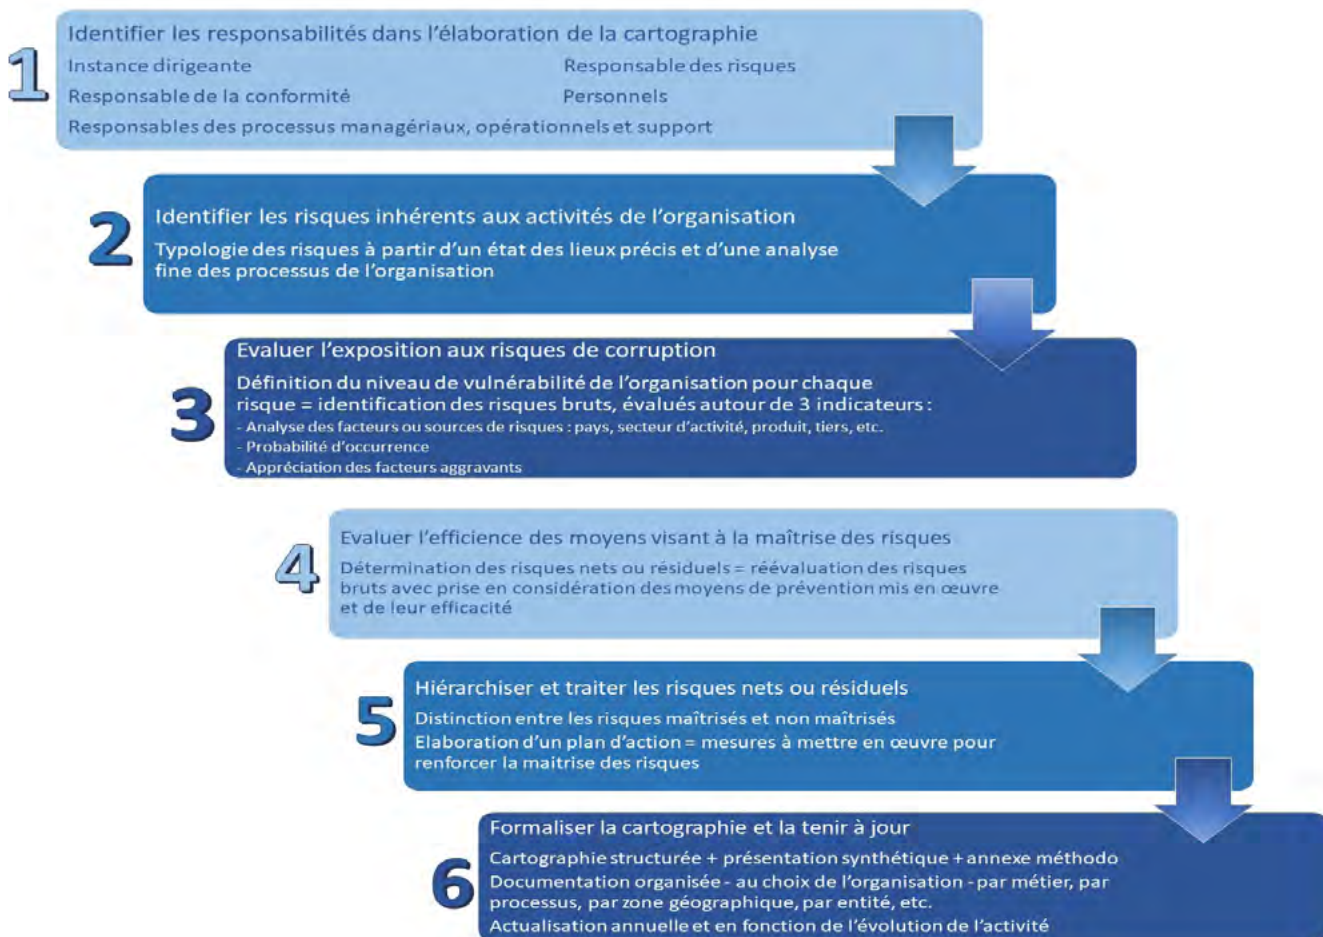 1
Identifier les responsabilités dans l'élaboration de la cartographie
Instance dirigeante Responsable des risques
Responsable de la conformité Personnels
Responsables des processus managériaux, opérationnels et support
2
Identifier les risques inhérents aux activités de l'organisation
Typologie des risques à partir d'un état des lieux précis et d'une analyse
fine des processus de l'organisation
3
Evaluer l'exposition aux risques de corruption
Définition du niveau de vulnérabilité de l'organisation pour chaque
risque = identification des risques bruts, évalués autour de 3 indicateurs :
- Analyse des facteurs ou sources de risques : pays, secteur d'activité, produit, tiers, etc.
- Probabilité d'occurrence
- Appréciation des facteurs aggravants
4
Evaluer l'efficience des moyens visant à la maîtrise des risques
Détermination des risques nets ou résiduels = réévaluation des risques
bruts avec prise en considération des moyens de prévention mis en œuvre
et de leur efficacité
5
Hiérarchiser et traiter les risques nets ou résiduels
Distinction entre les risques maîtrisés et non maîtrisés
Elaboration d'un plan d'action = mesures à mettre en œuvre pour
renforcer la maitrise des risques
6
Formaliser la cartographie et la tenir à jour
Cartographie structurée + présentation synthétique + annexe méthodo
Documentation organisée - au choix de l'organisation - par métier, par
processus, par zone géographique, par entité, etc.
Actualisation annuelle et en fonction de l'évolution de l'activité